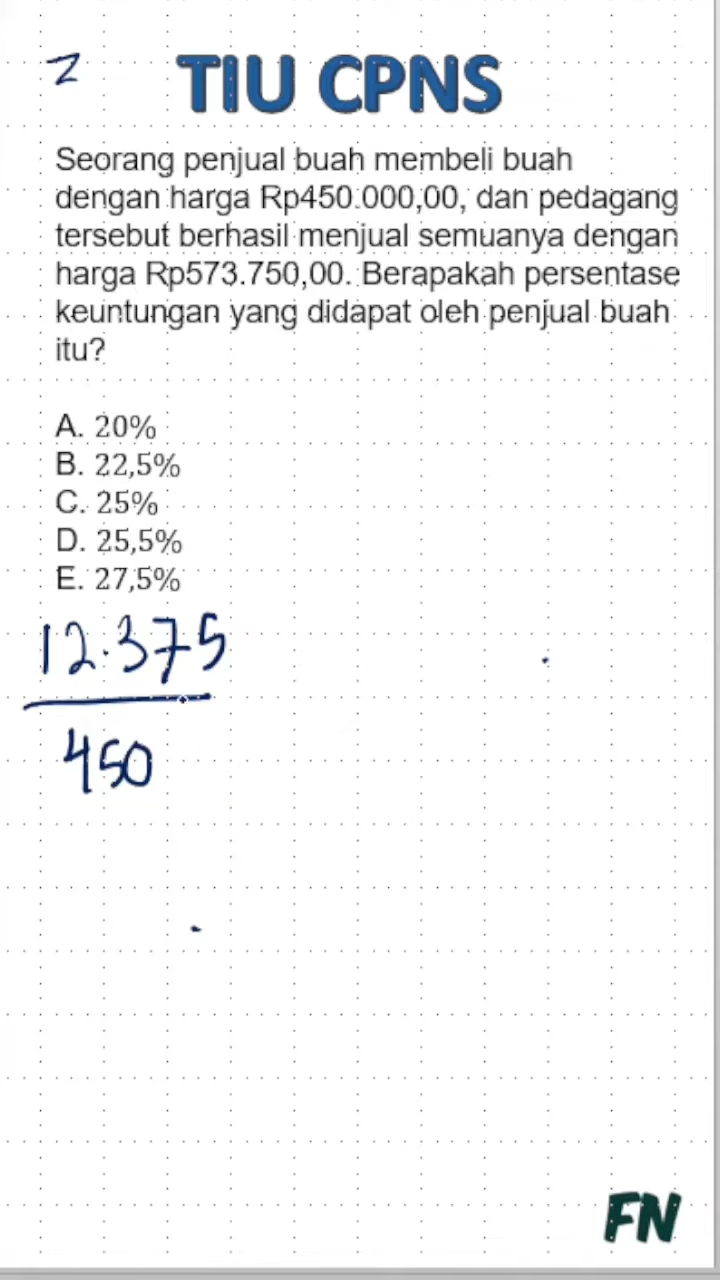 2
TIU CPNS
Seorang penjual buah membeli buah
dengan harga Rp450.000,00, dan pedagang
tersebut berhasil menjual semuanya dengan
harga Rp573.750,00. Berapakah persentase
keuntungan yang didapat oleh penjual buah
itu?
A. 20%
B. 22,5%
C. 25%
D. 25,5%
E. 27,5%
12.375
450
FN